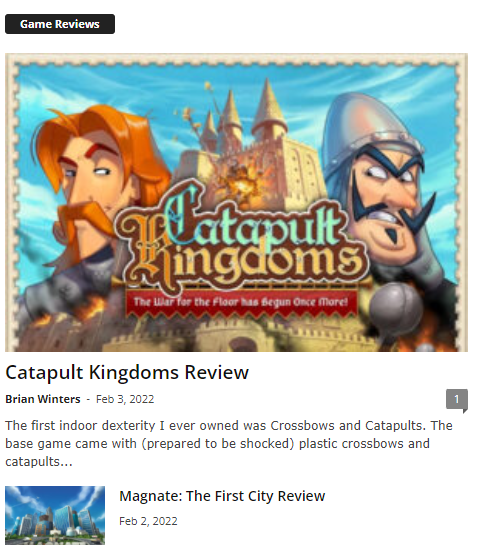 Game Reviews
Catapult
Kingdoms
The War for the Floor has Begun Once More!
Catapult Kingdoms Review
Brian Winters - Feb 3, 2022
1
The first indoor dexterity I ever owned was Crossbows and Catapults. The
base game came with (prepared to be shocked) plastic crossbows and
catapults...
Magnate: The First City Review
Feb 2, 2022